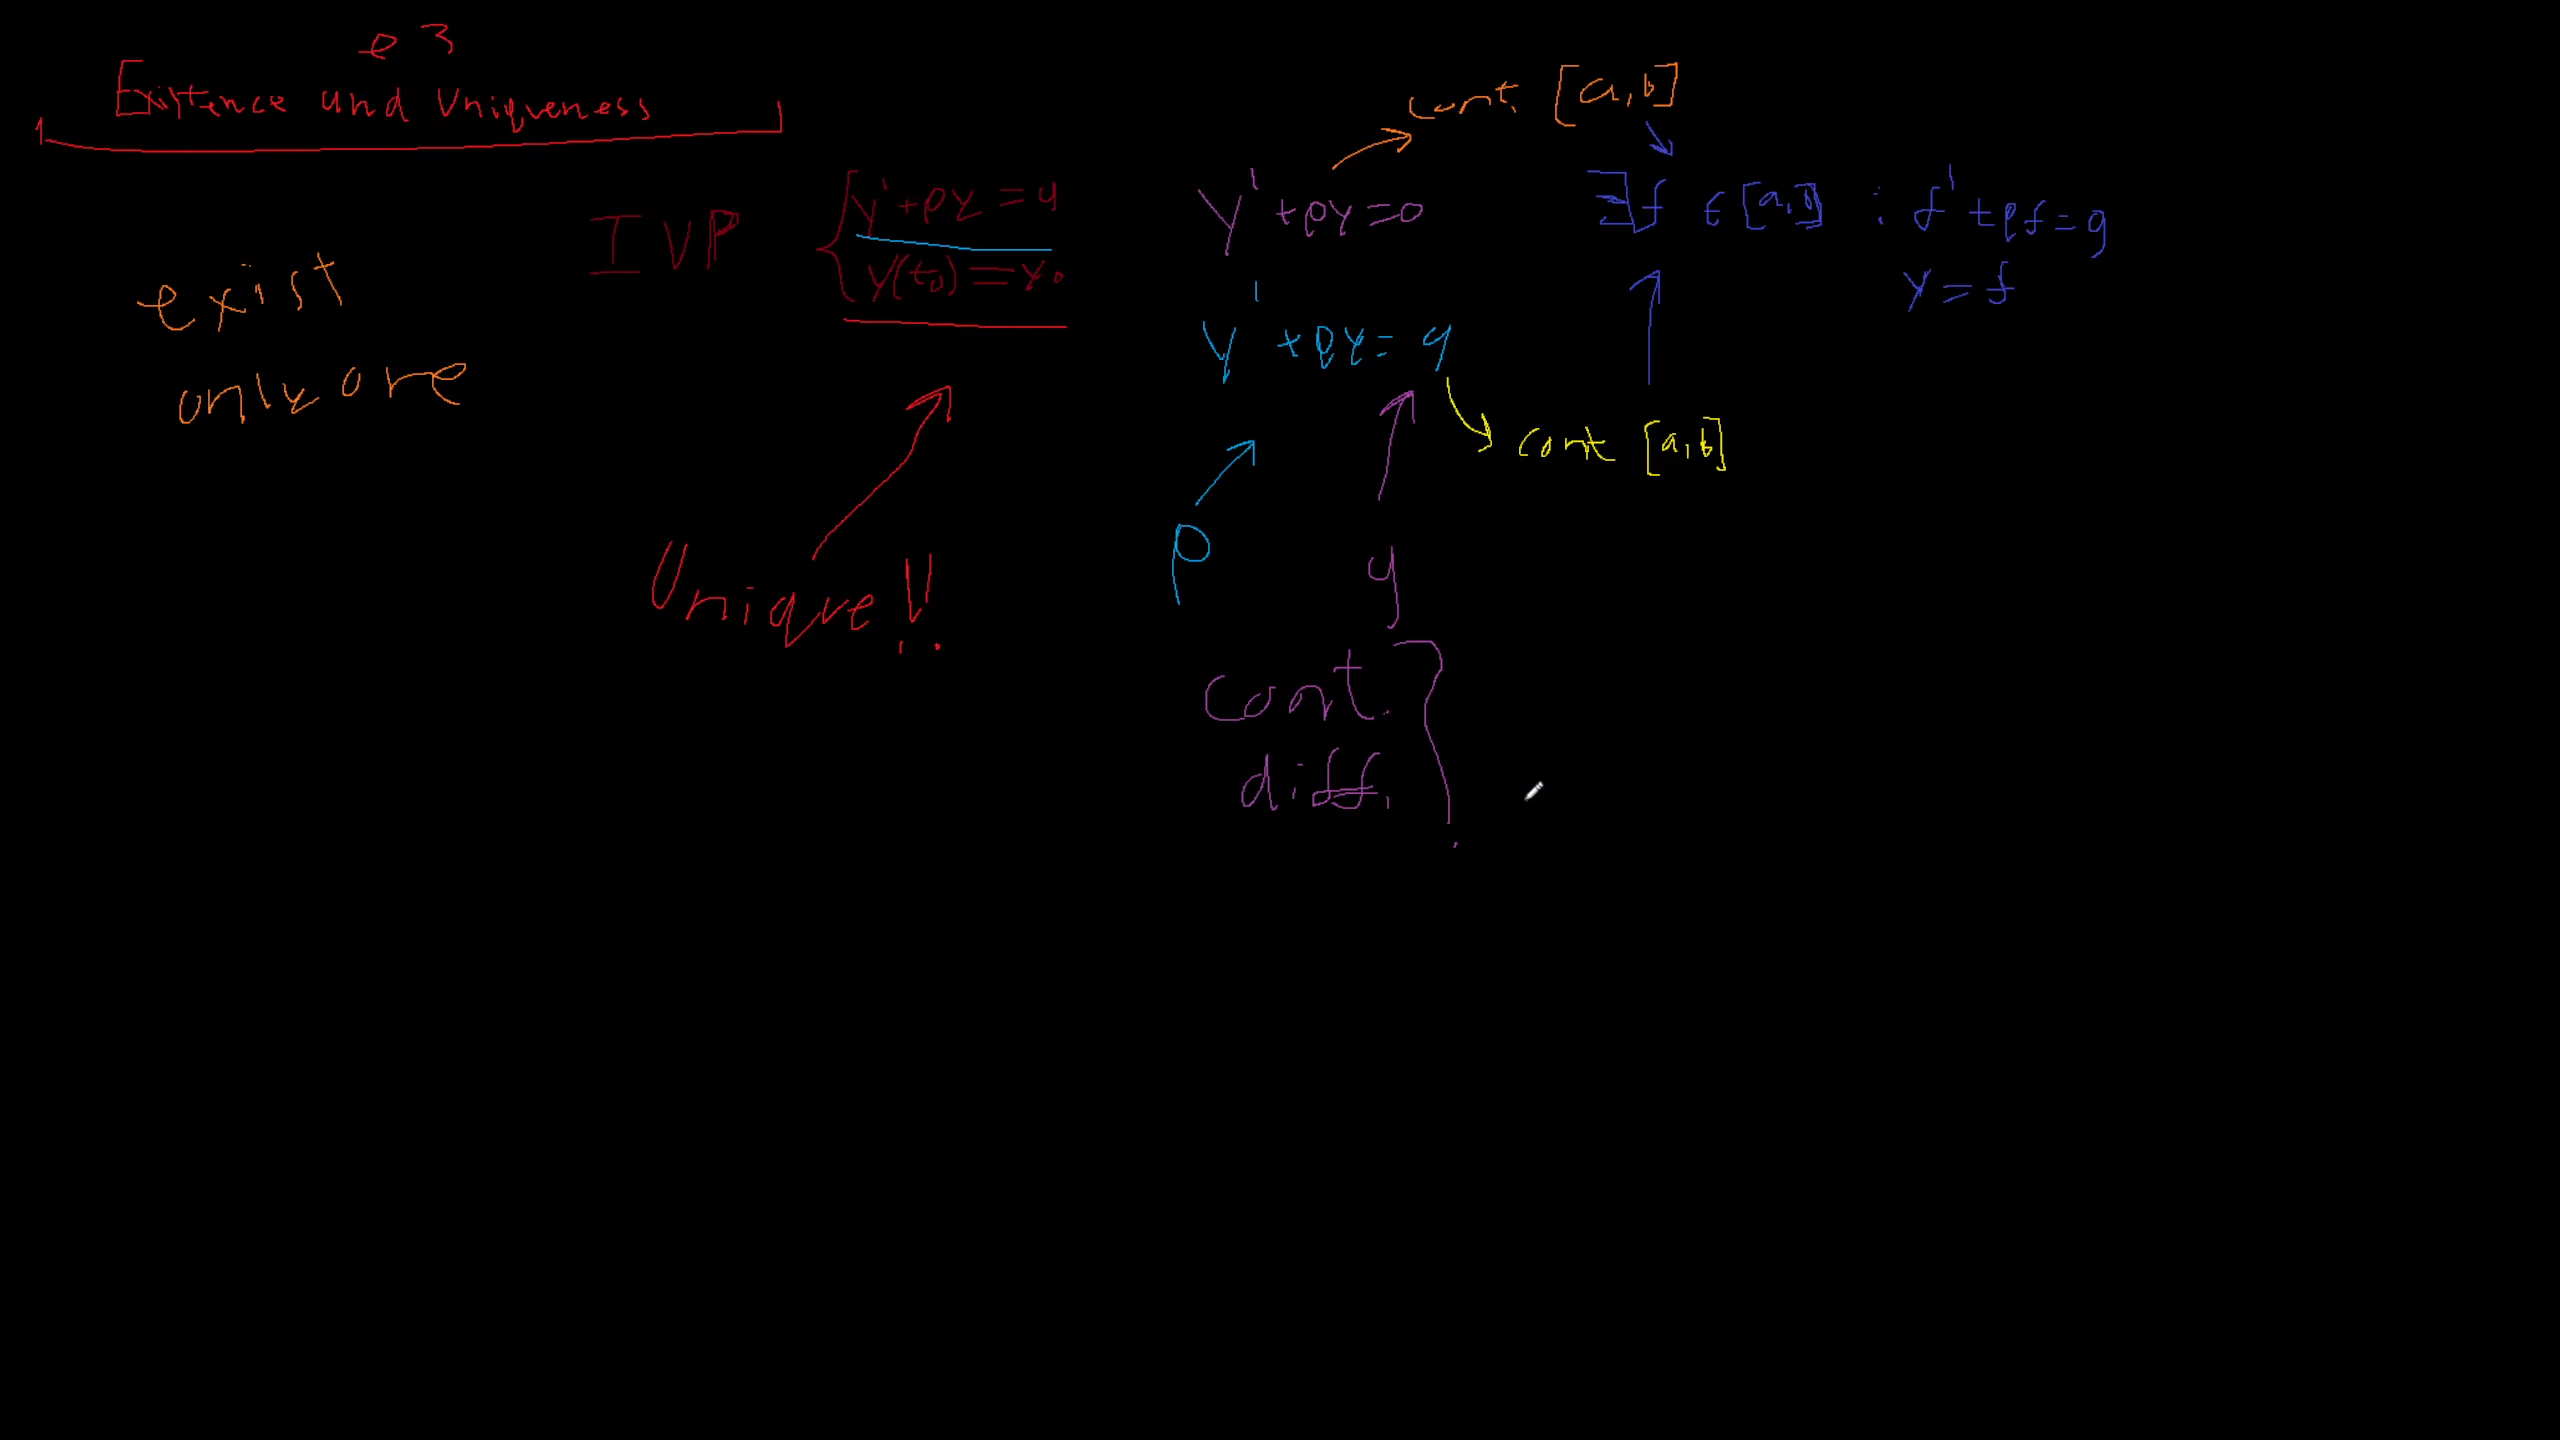 e 3
Existence and Uniqueness
exist
only one
IVP
y' + py = g
y(t₀) = y₀
Unique!!
y' + py = 0
cont. [a,b]
∃ f ∈ [a,b] : f' + pf = g
y = f
y' + py = g
cont [a,b]
p
g
cont.
diff.